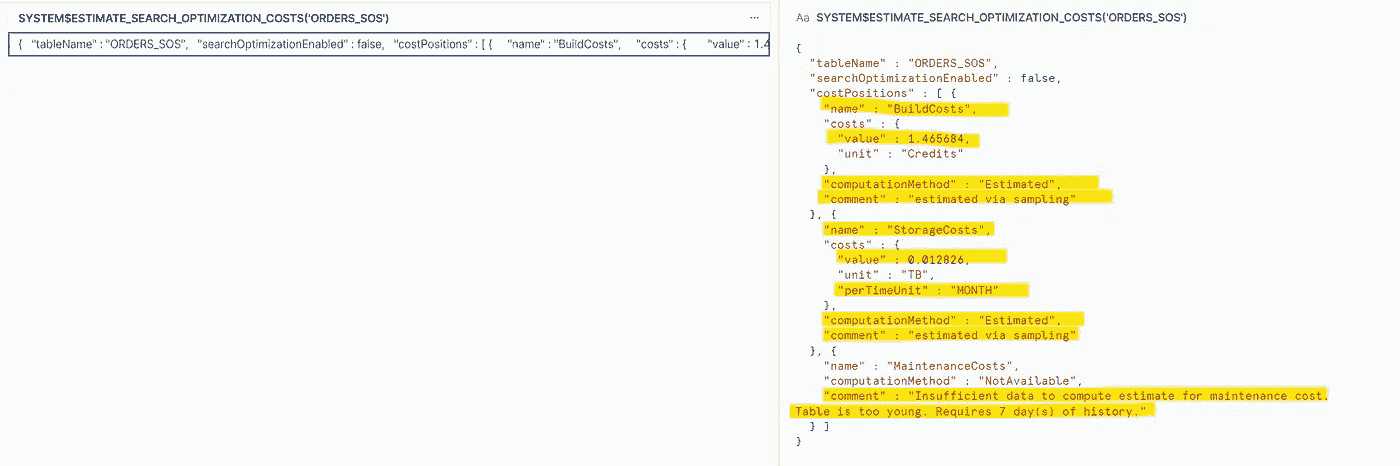 SYSTEM$ESTIMATE_SEARCH_OPTIMIZATION_COSTS('ORDERS_SOS')
...
{ "tableName" : "ORDERS_SOS", "searchOptimizationEnabled" : false, "costPositions" : [ { "name" : "BuildCosts", "costs" : { "value" : 1.4
Aa SYSTEM$ESTIMATE_SEARCH_OPTIMIZATION_COSTS('ORDERS_SOS')
{
"tableName" : "ORDERS_SOS",
"searchOptimizationEnabled" : false,
"costPositions" : [ {
"name" : "BuildCosts",
"costs" : {
"value" : 1.465684,
"unit" : "Credits"
},
"computationMethod" : "Estimated",
"comment" : "estimated via sampling"
}, {
"name" : "StorageCosts",
"costs" : {
"value" : 0.012826,
"unit" : "TB",
"perTimeUnit" : "MONTH"
},
"computationMethod" : "Estimated",
"comment" : "estimated via sampling"
}, {
"name" : "MaintenanceCosts",
"computationMethod" : "NotAvailable",
"comment" : "Insufficient data to compute estimate for maintenance cost.
Table is too young. Requires 7 day(s) of history."
} ]
}